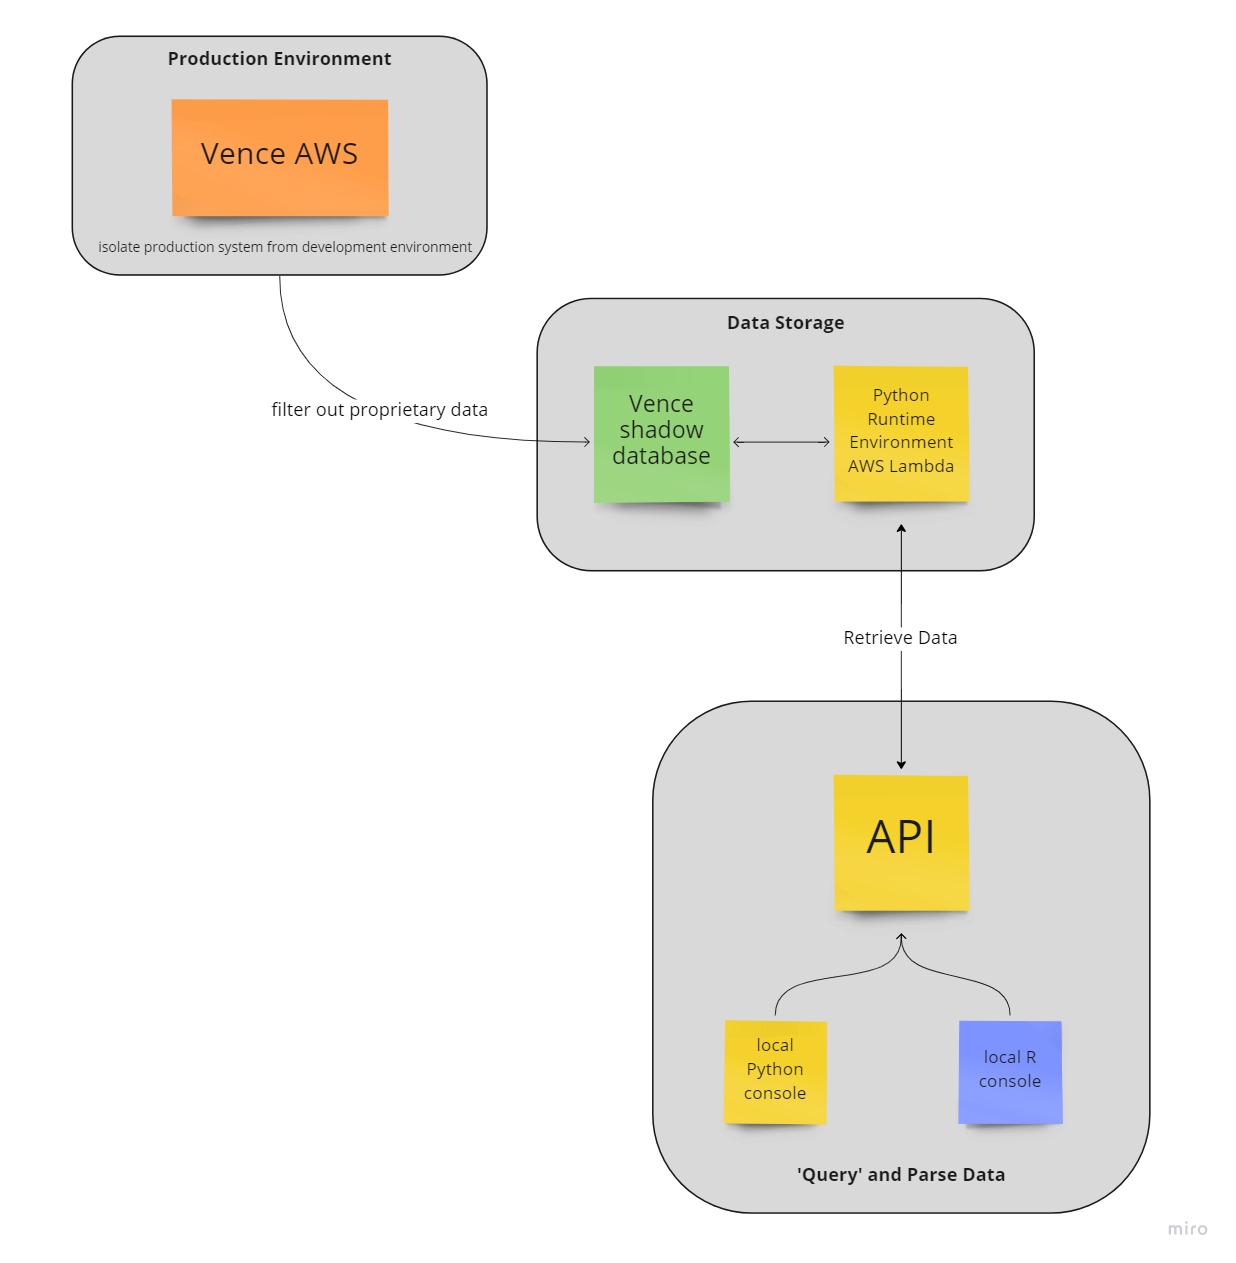 Production Environment
Vence AWS
isolate production system from development environment
filter out proprietary data
Data Storage
Vence
shadow
database
Python
Runtime
Environment
AWS Lambda
Retrieve Data
API
local
Python
console
local R
console
'Query' and Parse Data
miro